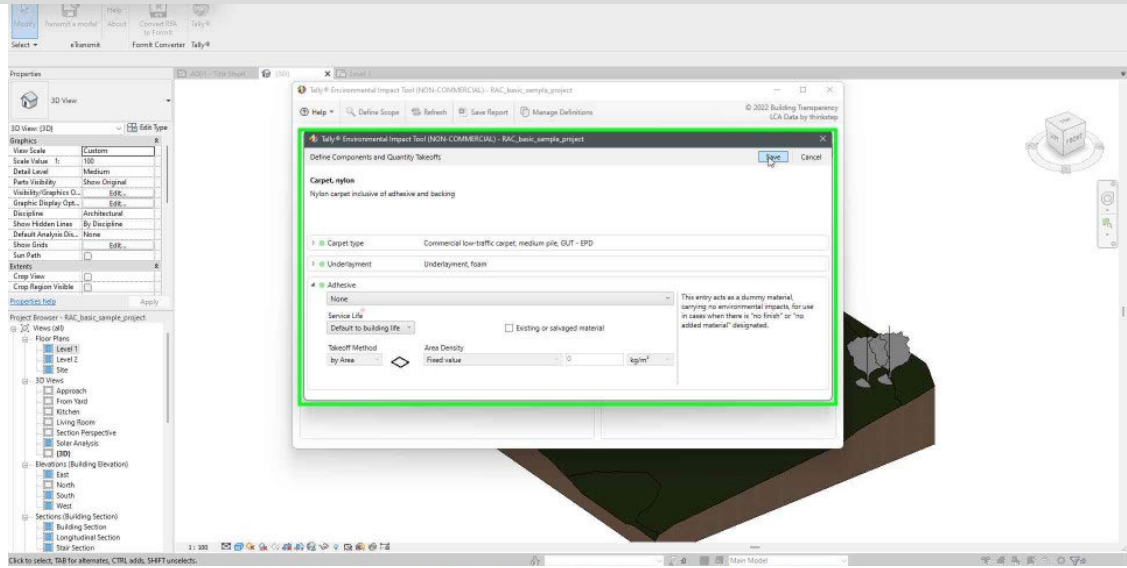 Modify
Transmit a model
About
Convert RFA
to FormIt
Tally®
Help
Select
eTransmit
FormIt Converter
Tally®
Properties
A001 - Title Sheet
{3D}
Level 1
3D View
3D View: {3D}
Edit Type
Graphics
View Scale Custom
Scale Value 1: 100
Detail Level Medium
Parts Visibility Show Original
Visibility/Graphics O... Edit...
Graphic Display Opt... Edit...
Discipline Architectural
Show Hidden Lines By Discipline
Default Analysis Dis... None
Show Grids Edit...
Sun Path
Extents
Crop View
Crop Region Visible
Properties help
Apply
Project Browser - RAC_basic_sample_project
Views (all)
Floor Plans
Level 1
Level 2
Site
3D Views
Approach
From Yard
Kitchen
Living Room
Section Perspective
Solar Analysis
{3D}
Elevations (Building Elevation)
East
North
South
West
Sections (Building Section)
Building Section
Longitudinal Section
Stair Section
Tally® Environmental Impact Tool (NON-COMMERCIAL) - RAC_basic_sample_project
Help
Define Scope
Refresh
Save Report
Manage Definitions
© 2022 Building Transparency
LCA Data by thinkstep
Tally® Environmental Impact Tool (NON-COMMERCIAL) - RAC_basic_sample_project
Define Components and Quantity Takeoffs
Save
Cancel
Carpet, nylon
Nylon carpet inclusive of adhesive and backing
Carpet type Commercial low-traffic carpet, medium pile, GUT - EPD
Underlayment Underlayment, foam
Adhesive
None
Service Life
Default to building life
Existing or salvaged material
Takeoff Method
Area Density
by Area
Fixed value
0
kg/m²
This entry acts as a dummy material,
carrying no environmental impacts, for use
in cases when there is "no finish" or "no
added material" designated.
FRONT
1 : 100
Click to select, TAB for alternates, CTRL adds, SHIFT unselects.
Main Model